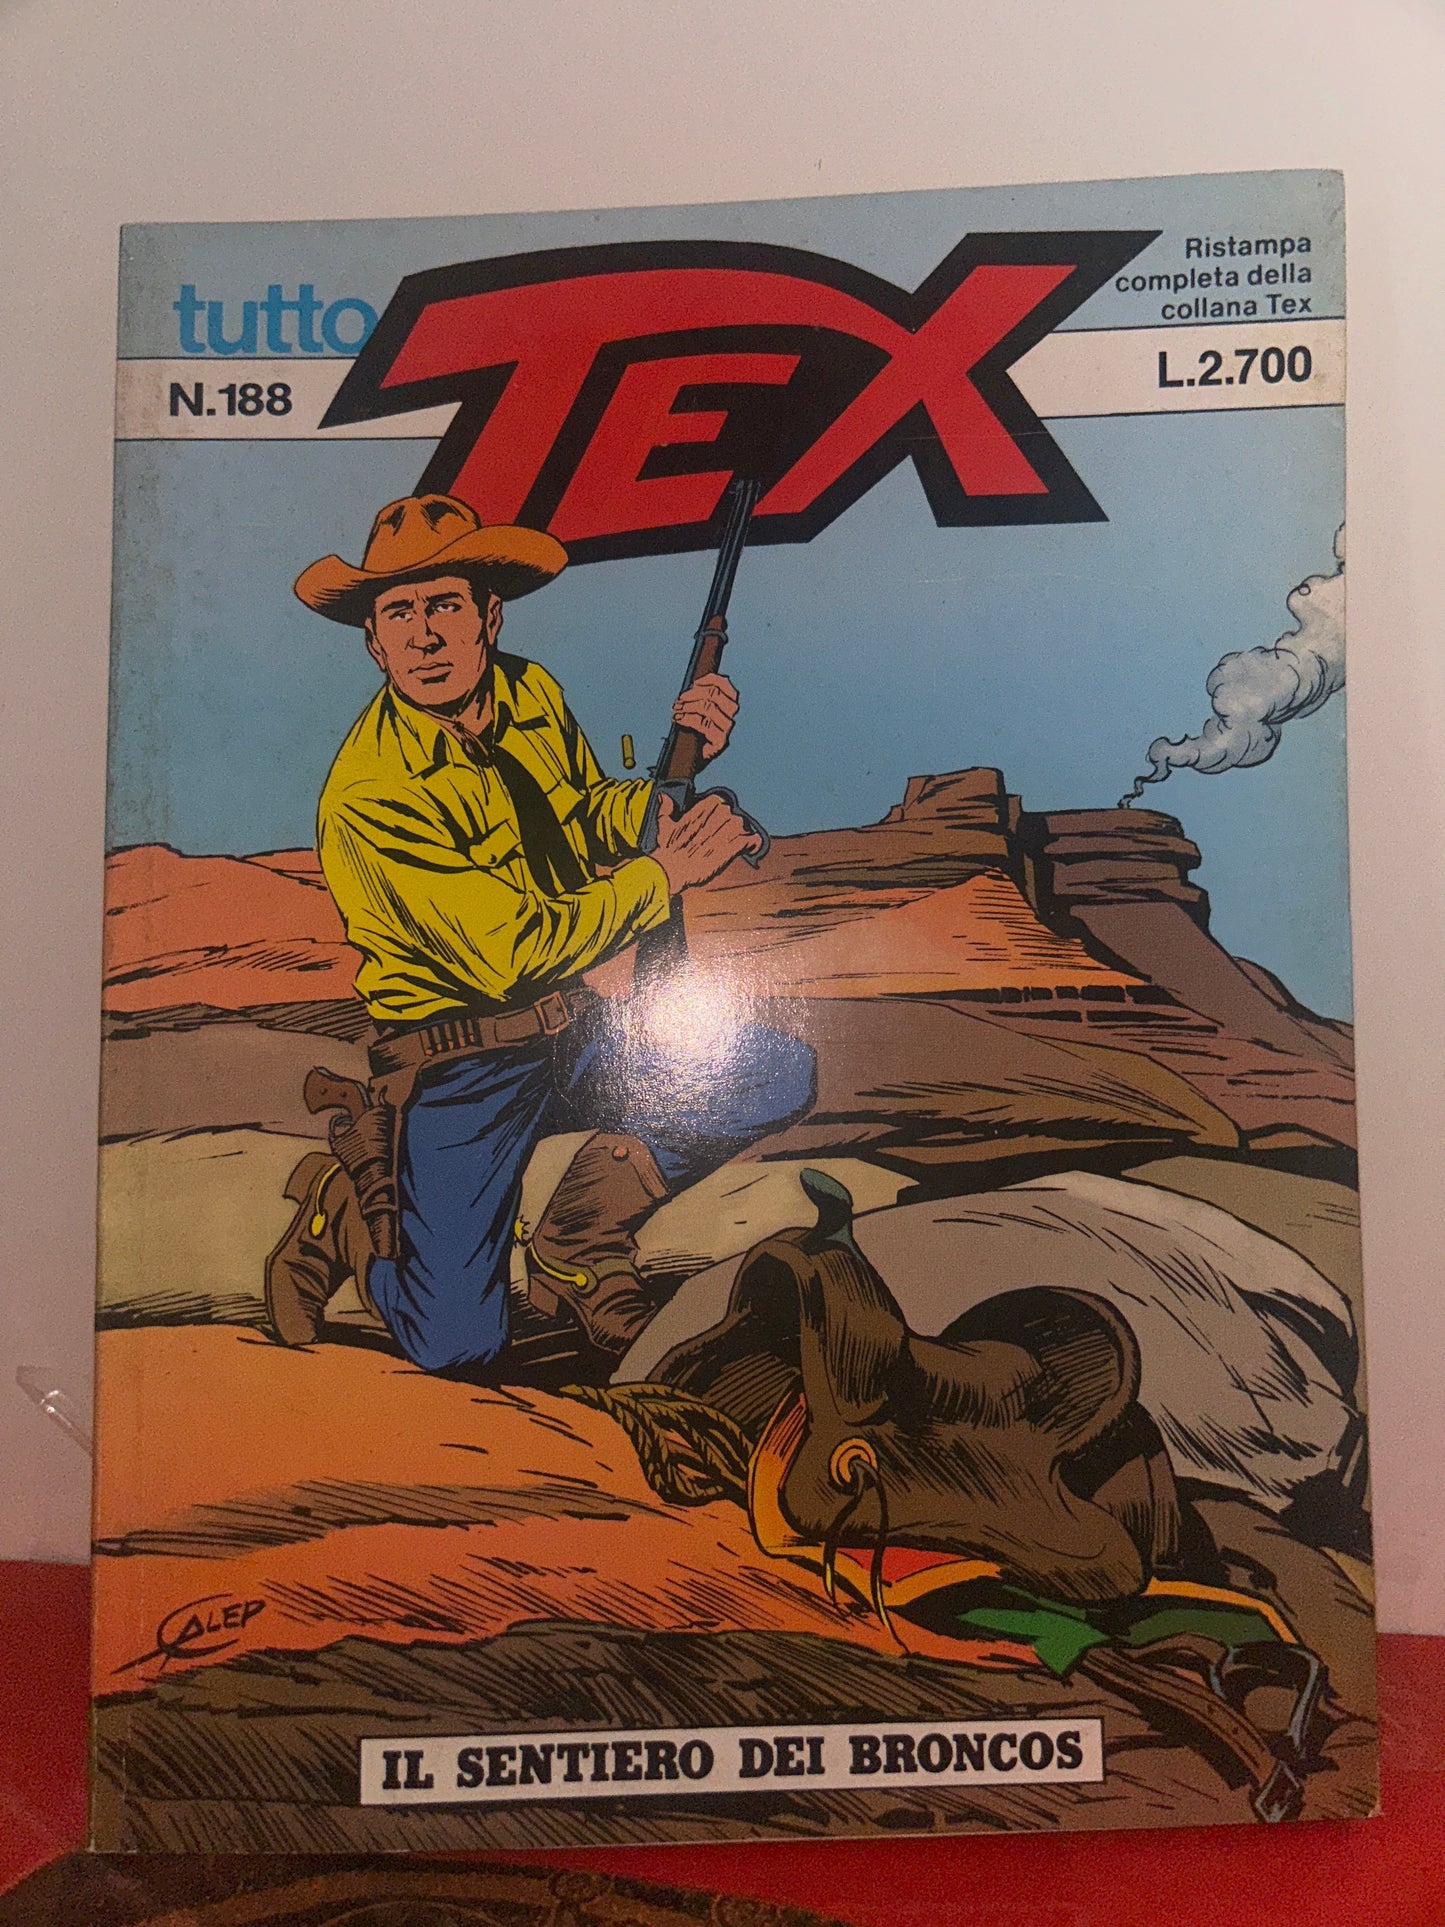 tutto
TEX
Ristampa
completa della
collana Tex
N.188
L.2.700
GALEP
IL SENTIERO DEI BRONCOS